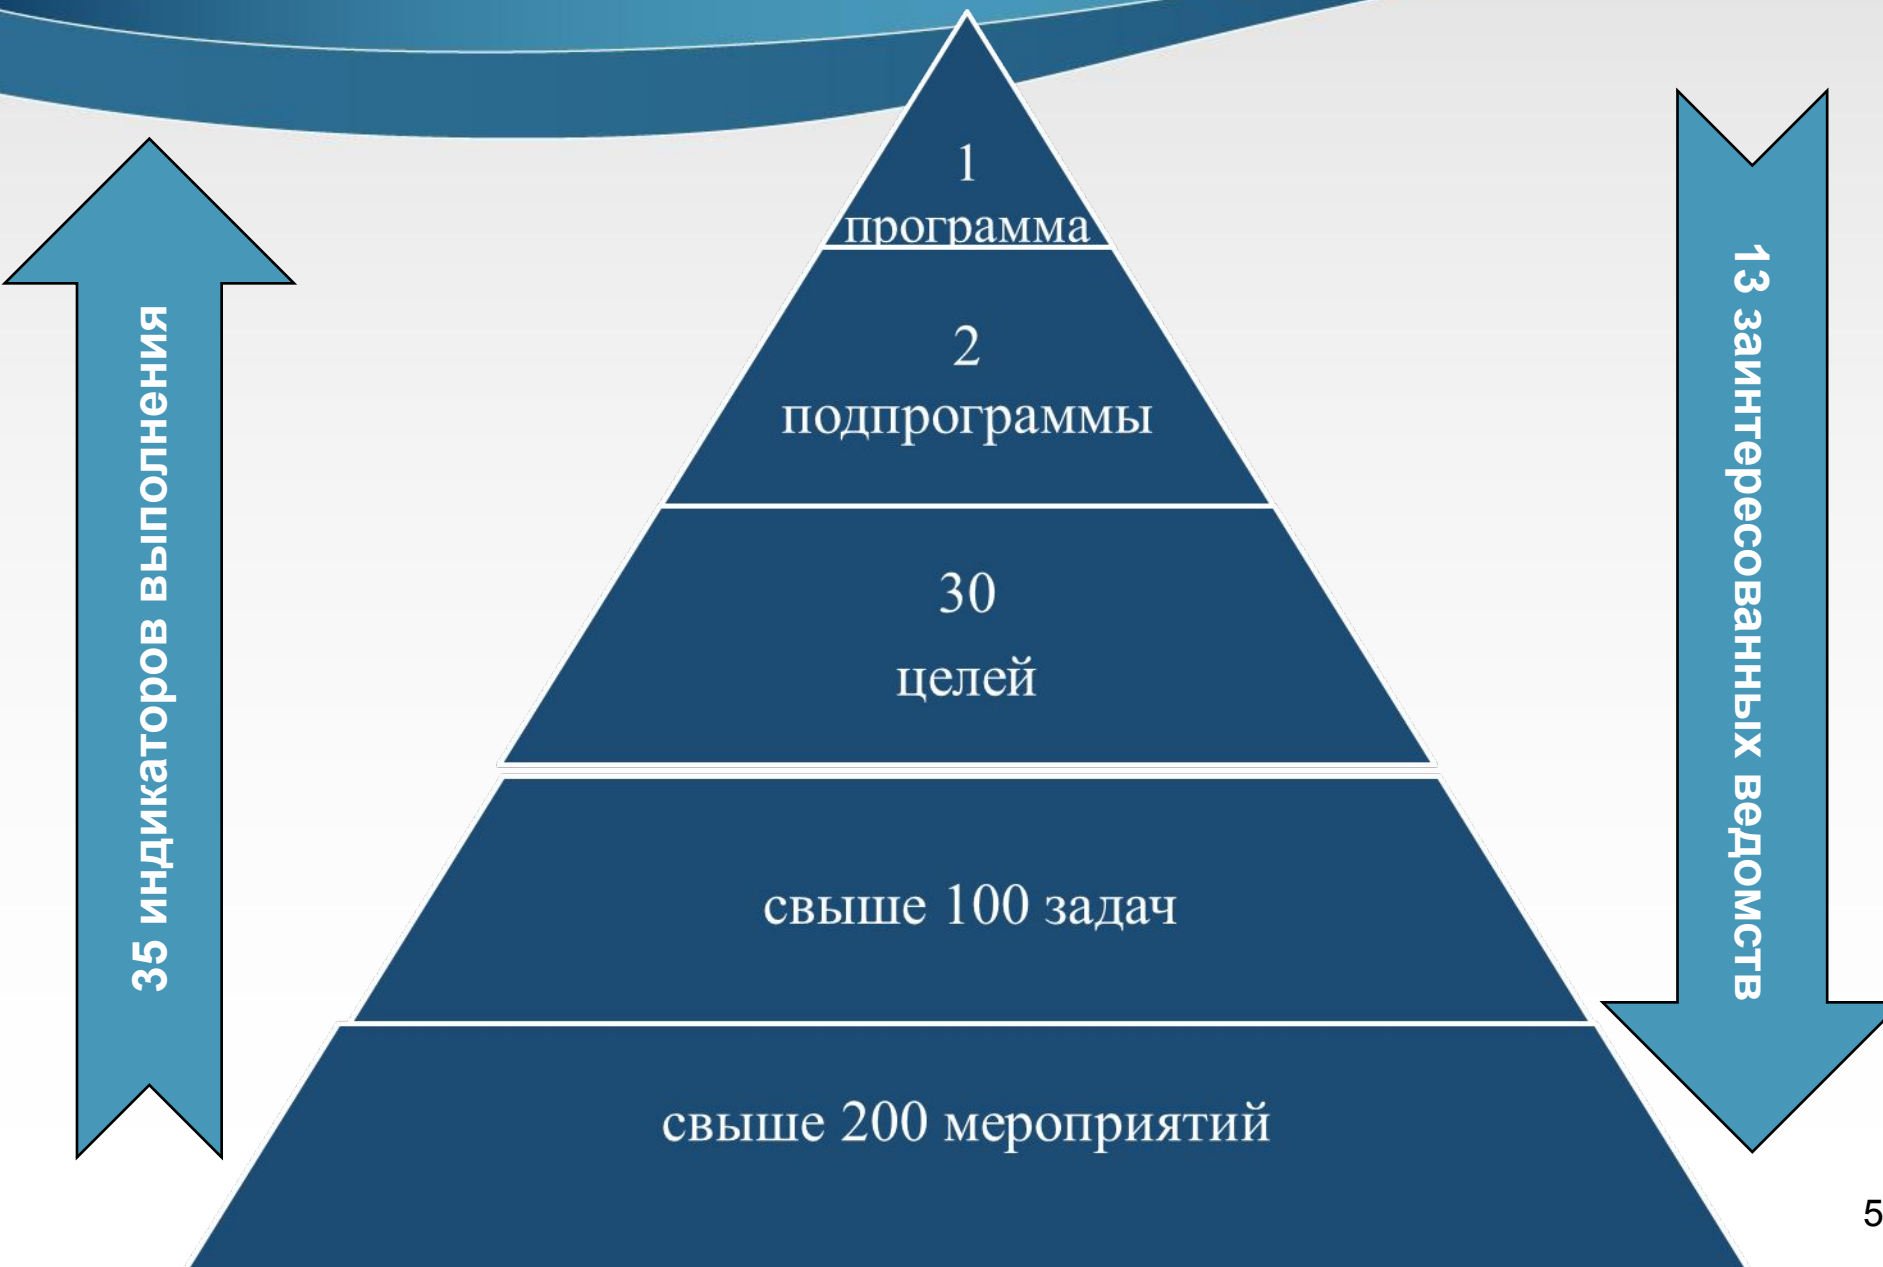 35 индикаторов выполнения
1
программа
2
подпрограммы
30
целей
свыше 100 задач
свыше 200 мероприятий
13 заинтересованных ведомств
5